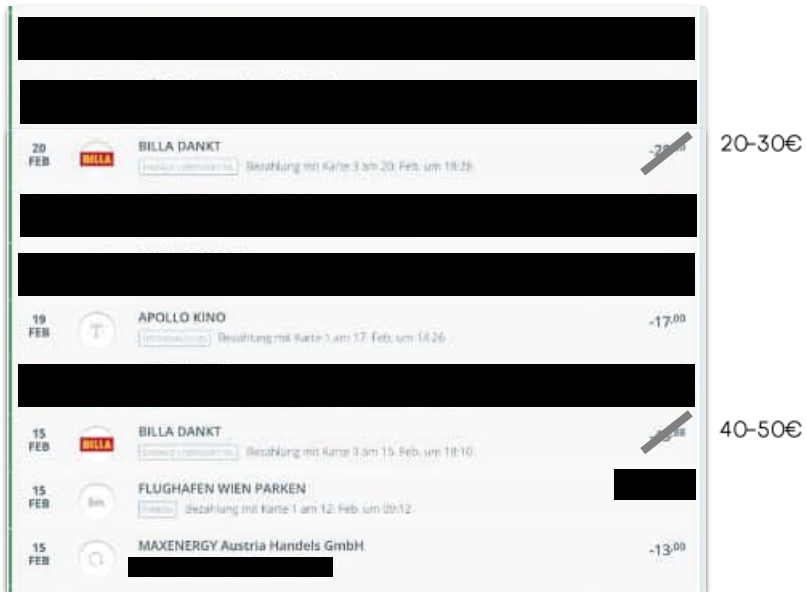 20
FEB
BILLA
BILLA DANKT
Bezahlung mit Karte 3 am 20. Feb. um 18:28
20-30€
19
FEB
APOLLO KINO
Bezahlung mit Karte 1 am 17. Feb. um 14:26
-17,00
15
FEB
BILLA
BILLA DANKT
Bezahlung mit Karte 3 am 15. Feb. um 18:10
40-50€
15
FEB
FLUGHAFEN WIEN PARKEN
Bezahlung mit Karte 1 am 12. Feb. um 09:12
15
FEB
MAXENERGY Austria Handels GmbH
-13,00